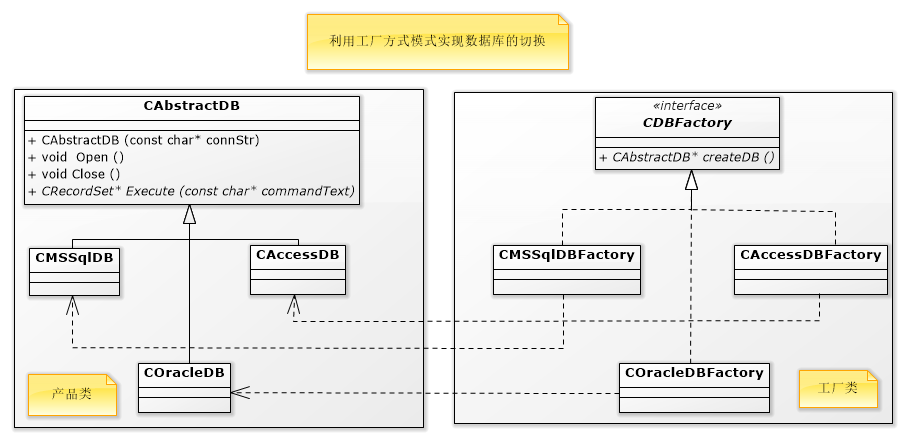 利用工厂方式模式实现数据库的切换
CAbstractDB
+ CAbstractDB (const char* connStr)
+ void  Open ()
+ void Close ()
+ CRecordSet* Execute (const char* commandText)
«interface»
CDBFactory
+ CAbstractDB* createDB ()
CMSSqlDB
CAccessDB
CMSSqlDBFactory
CAccessDBFactory
COracleDB
COracleDBFactory
产品类
工厂类